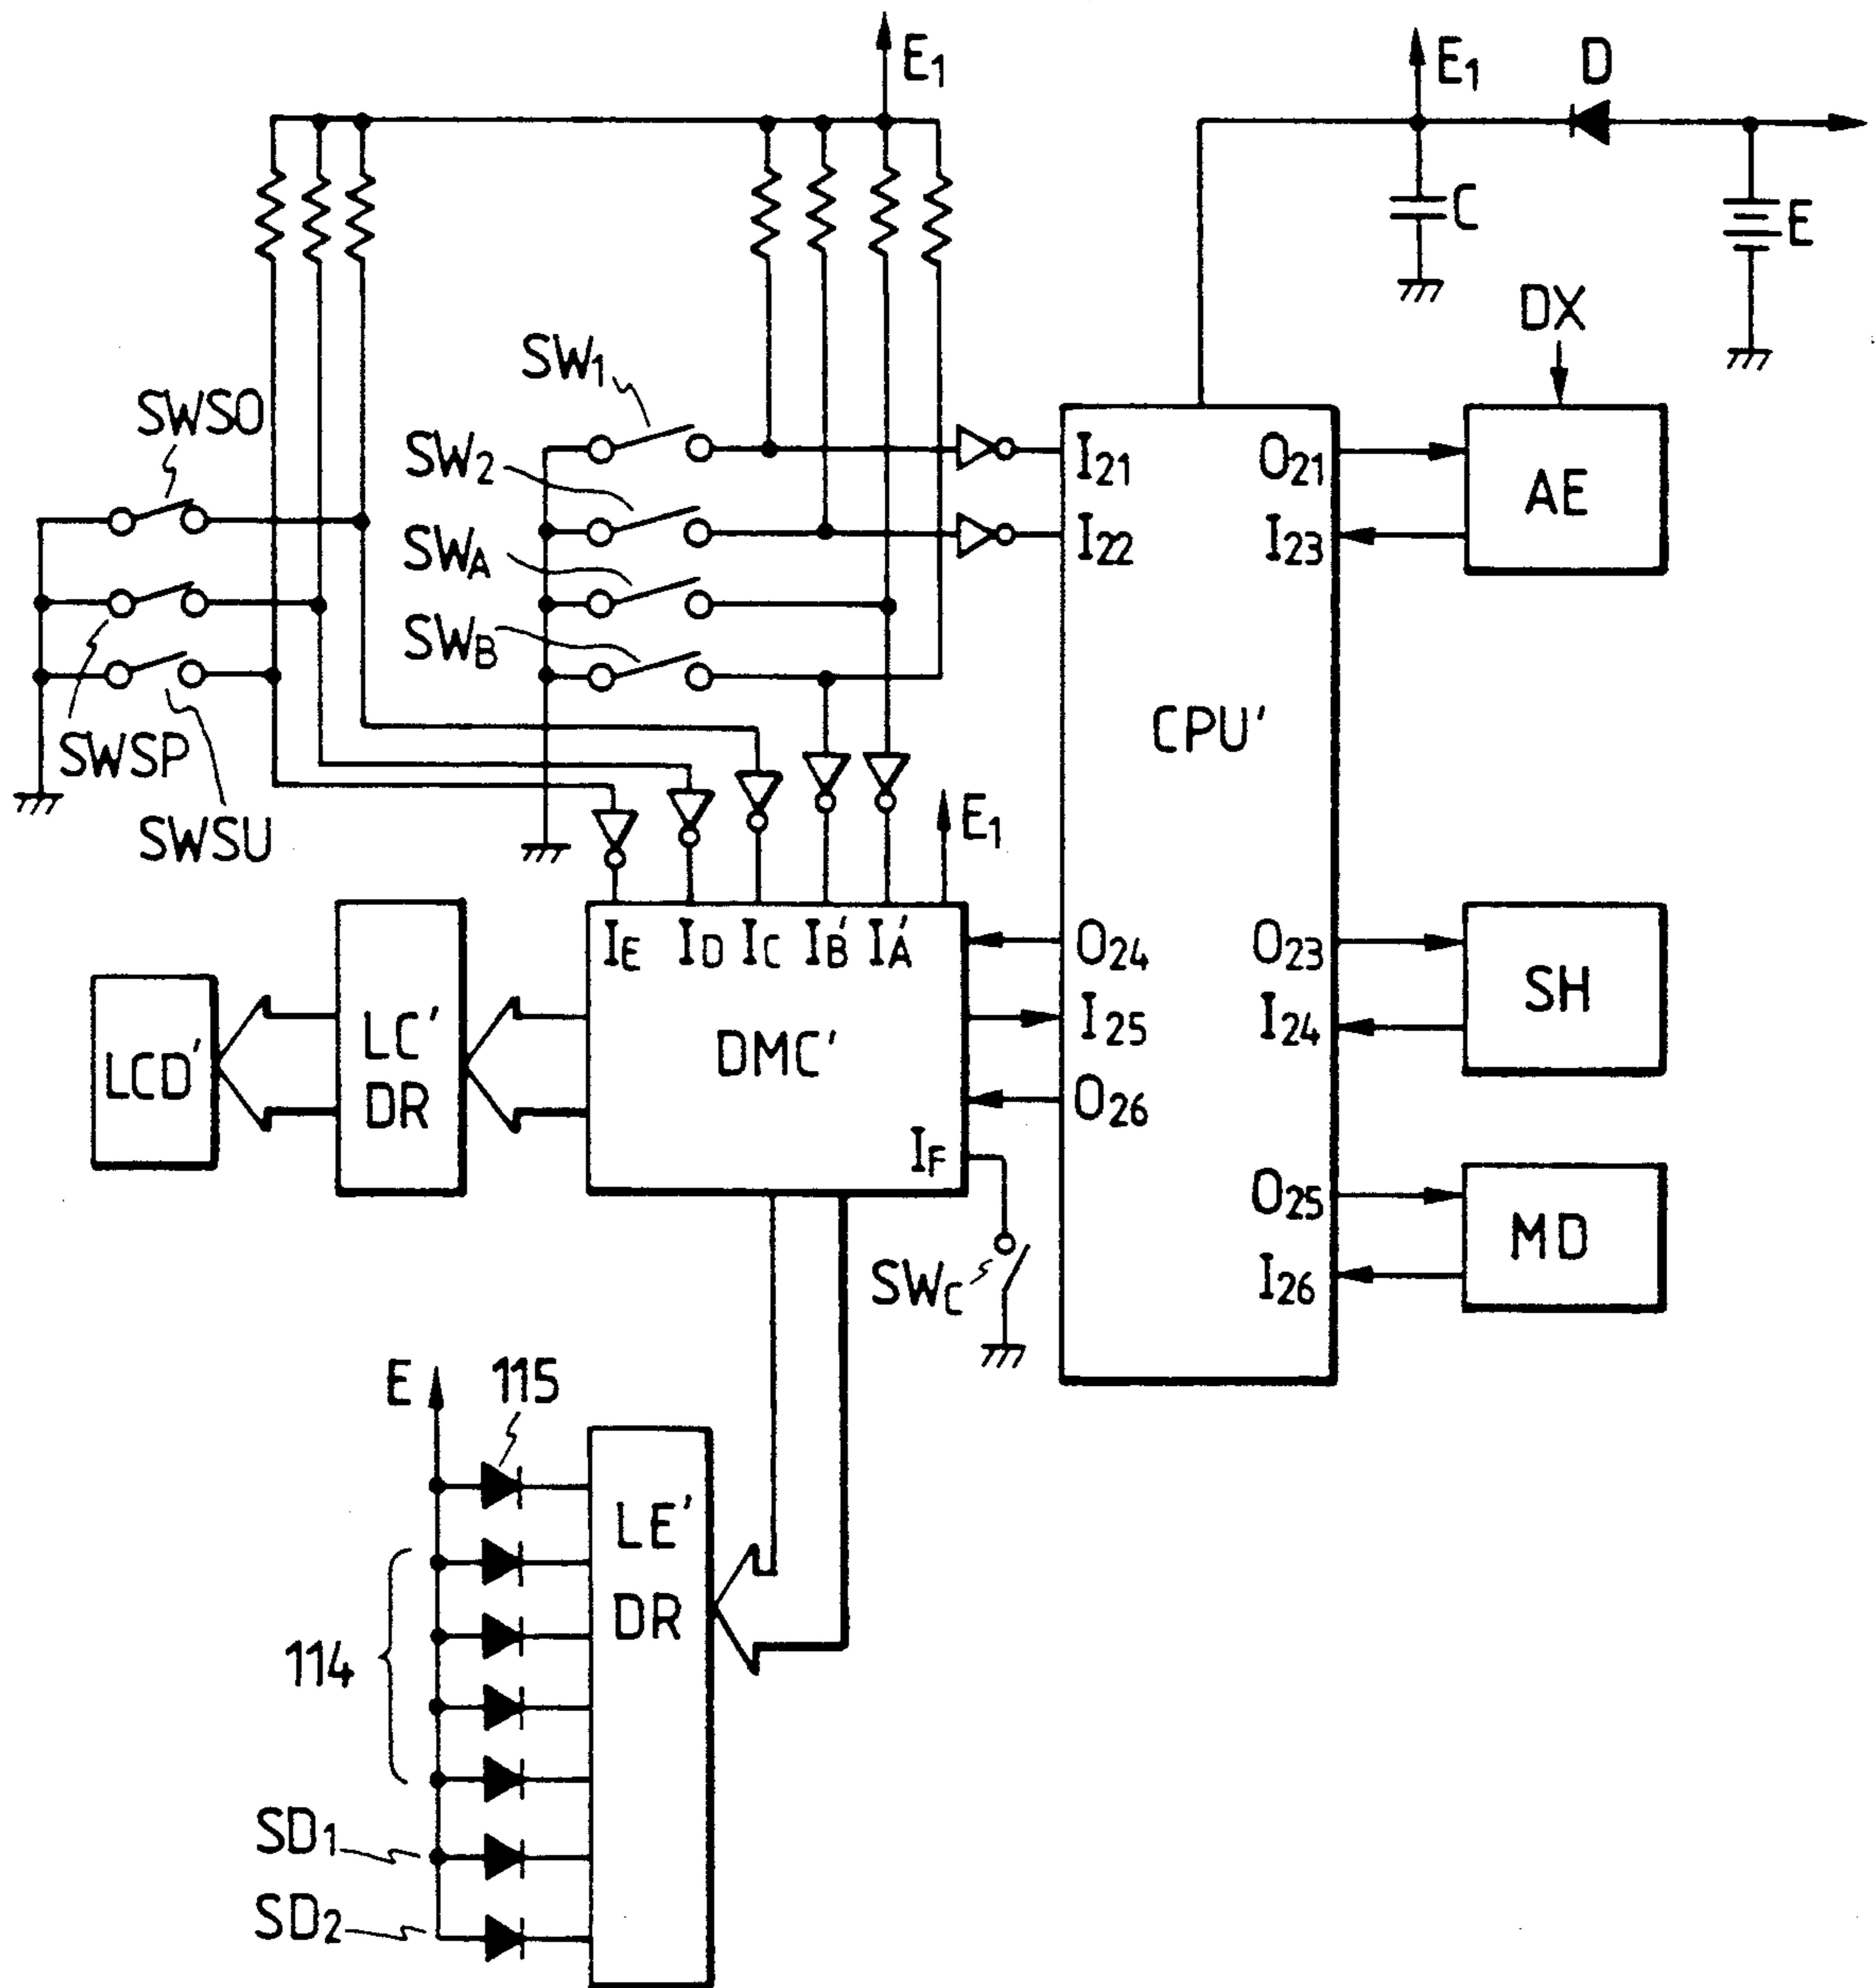 E₁
E₁
D
C
E
DX
SW₁
SWSO
SW₂
SWA
SWB
SWSP
SWSU
I₂₁
O₂₁
AE
I₂₂
I₂₃
CPU'
E₁
IE
ID
IC
IB'
IA'
O₂₄
O₂₃
SH
I₂₅
I₂₄
LCD'
LC'
DR
DMC'
O₂₆
IF
O₂₅
MD
I₂₆
SWC
E
115
LE'
DR
114
SD₁
SD₂